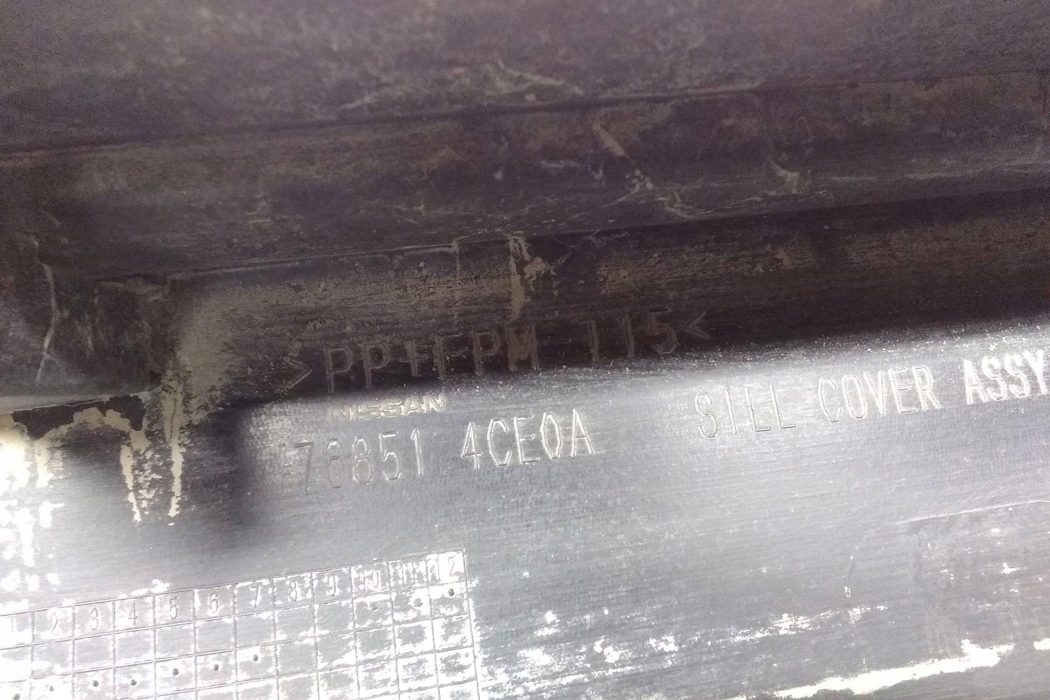 >PP+EPM T15<
NISSAN
76851 4CE0A SILL COVER ASSY
1 2 3 4 5 6 7 8 9 10 11 12